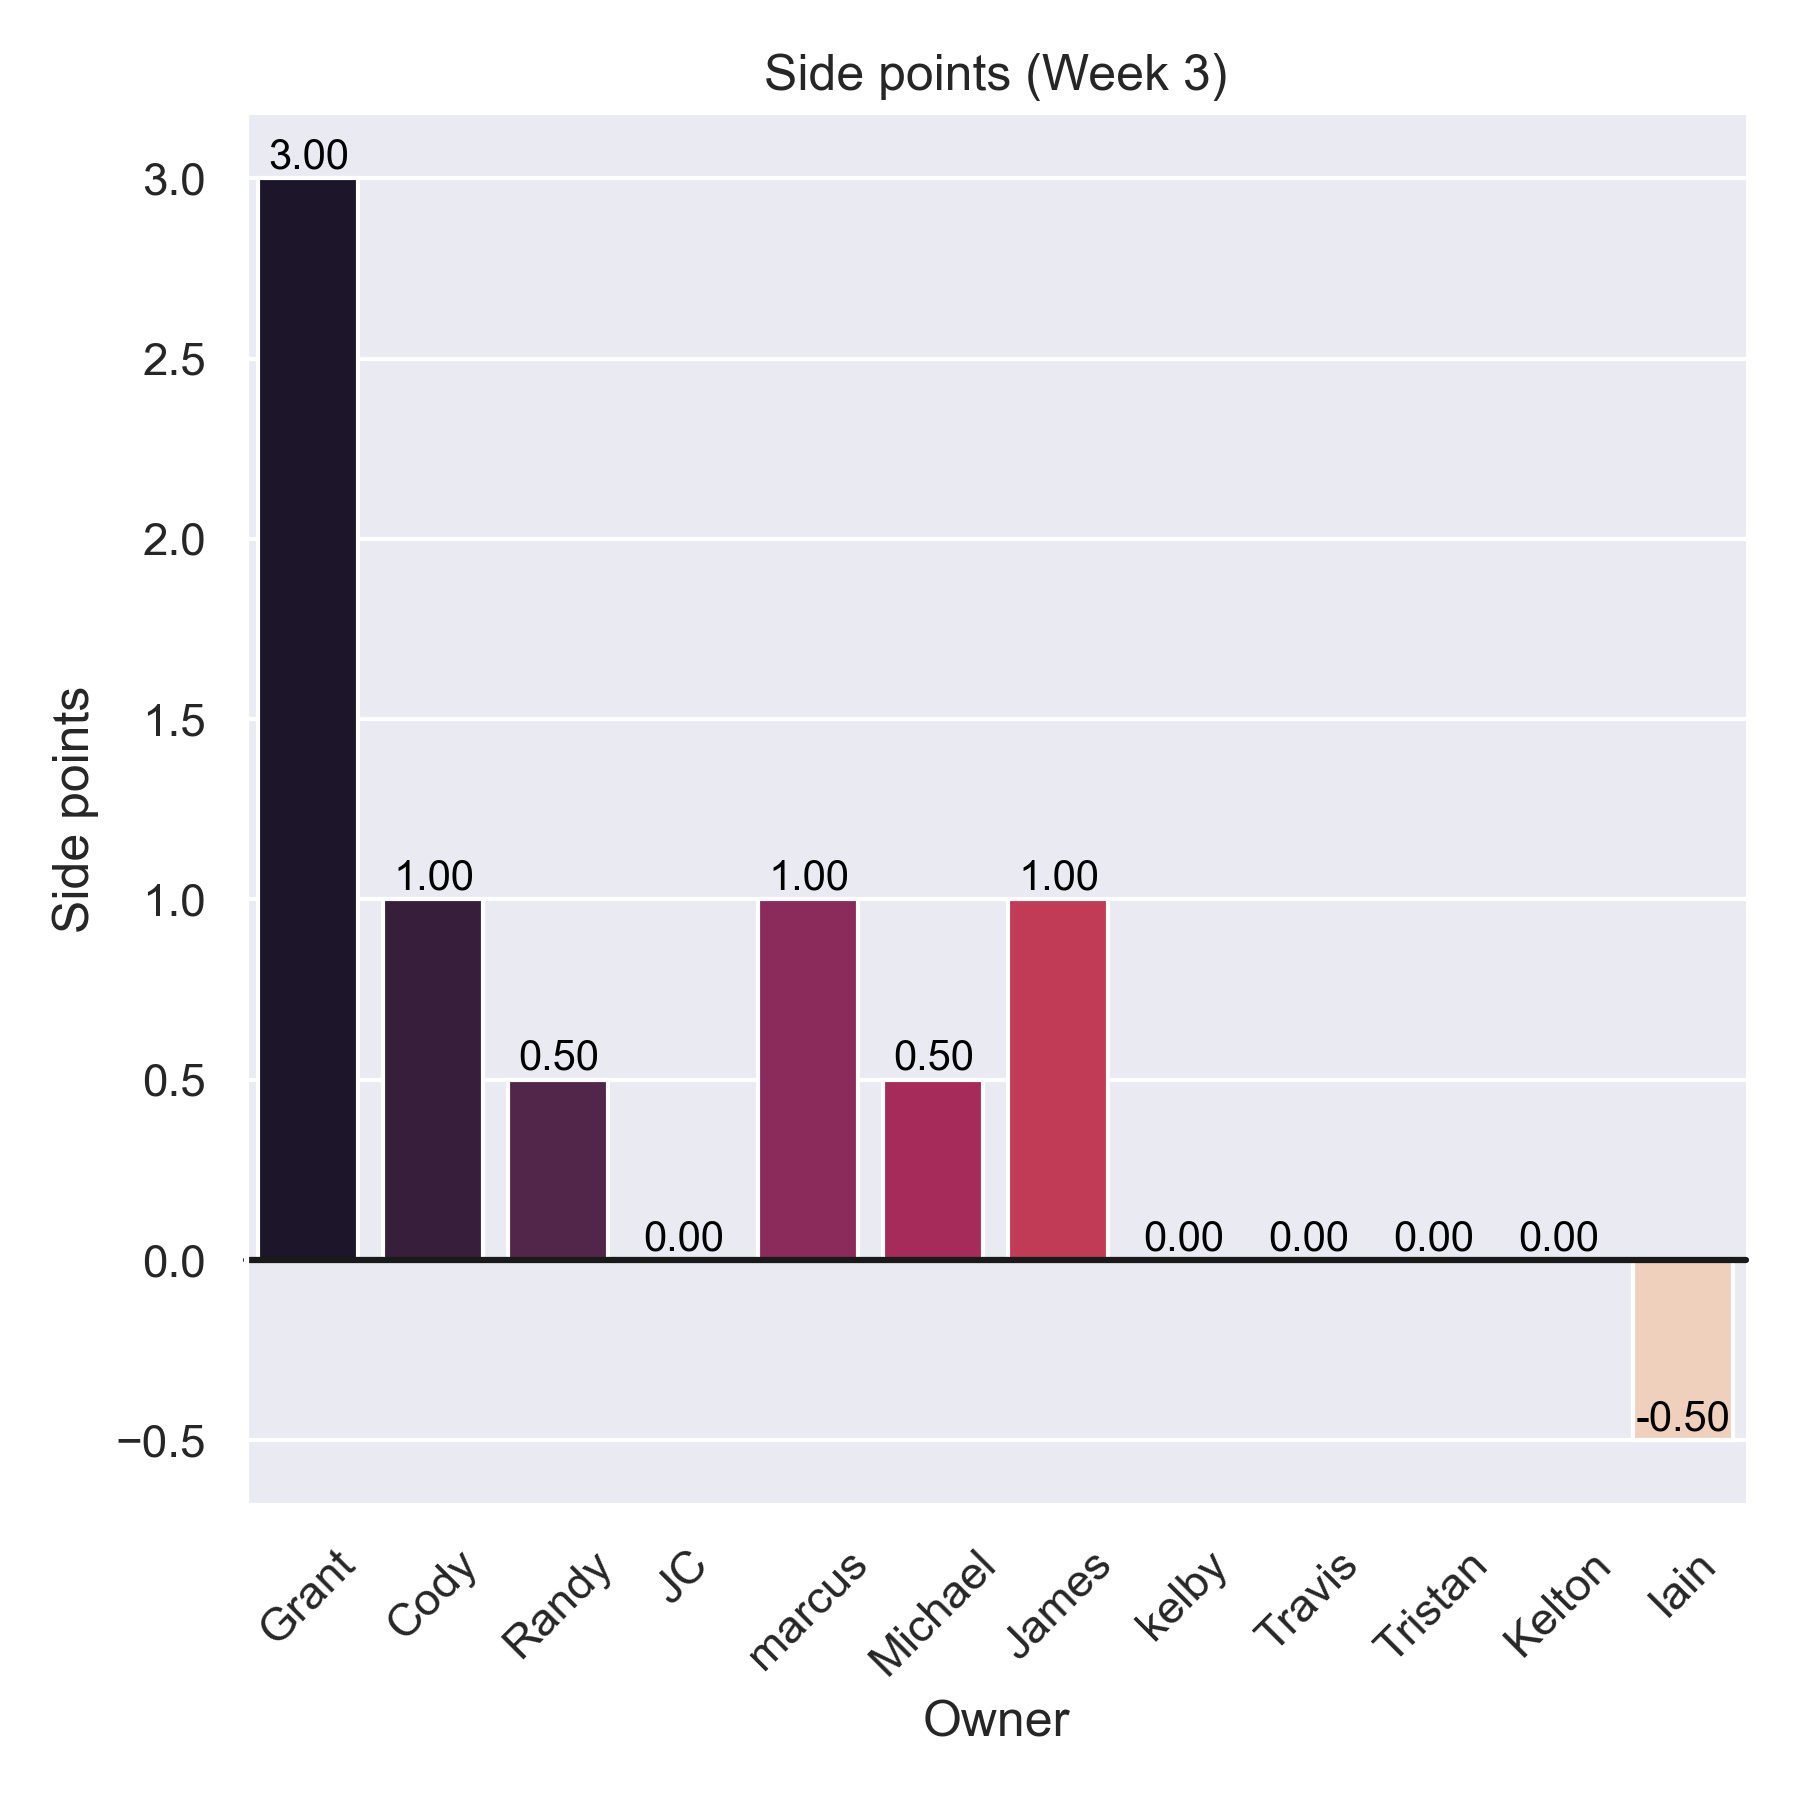 Side points (Week 3)
3.00
3.0
2.5
2.0
1.5
1.00 1.00 1.00
1.0
0.50 0.50
0.5
0.00 0.00 0.00 0.00 0.00
0.0
-0.50
−0.5
Side points
Grant Cody Randy JC marcus Michael James kelby Travis Tristan Kelton Iain
Owner